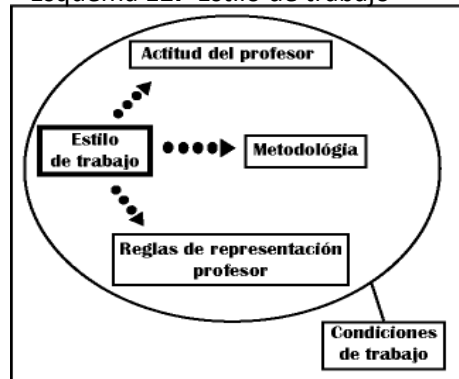 Esquema 12. Estilo de trabajo
Actitud del profesor
Estilo
de trabajo
Metodológia
Reglas de representación
profesor
Condiciones
de trabajo